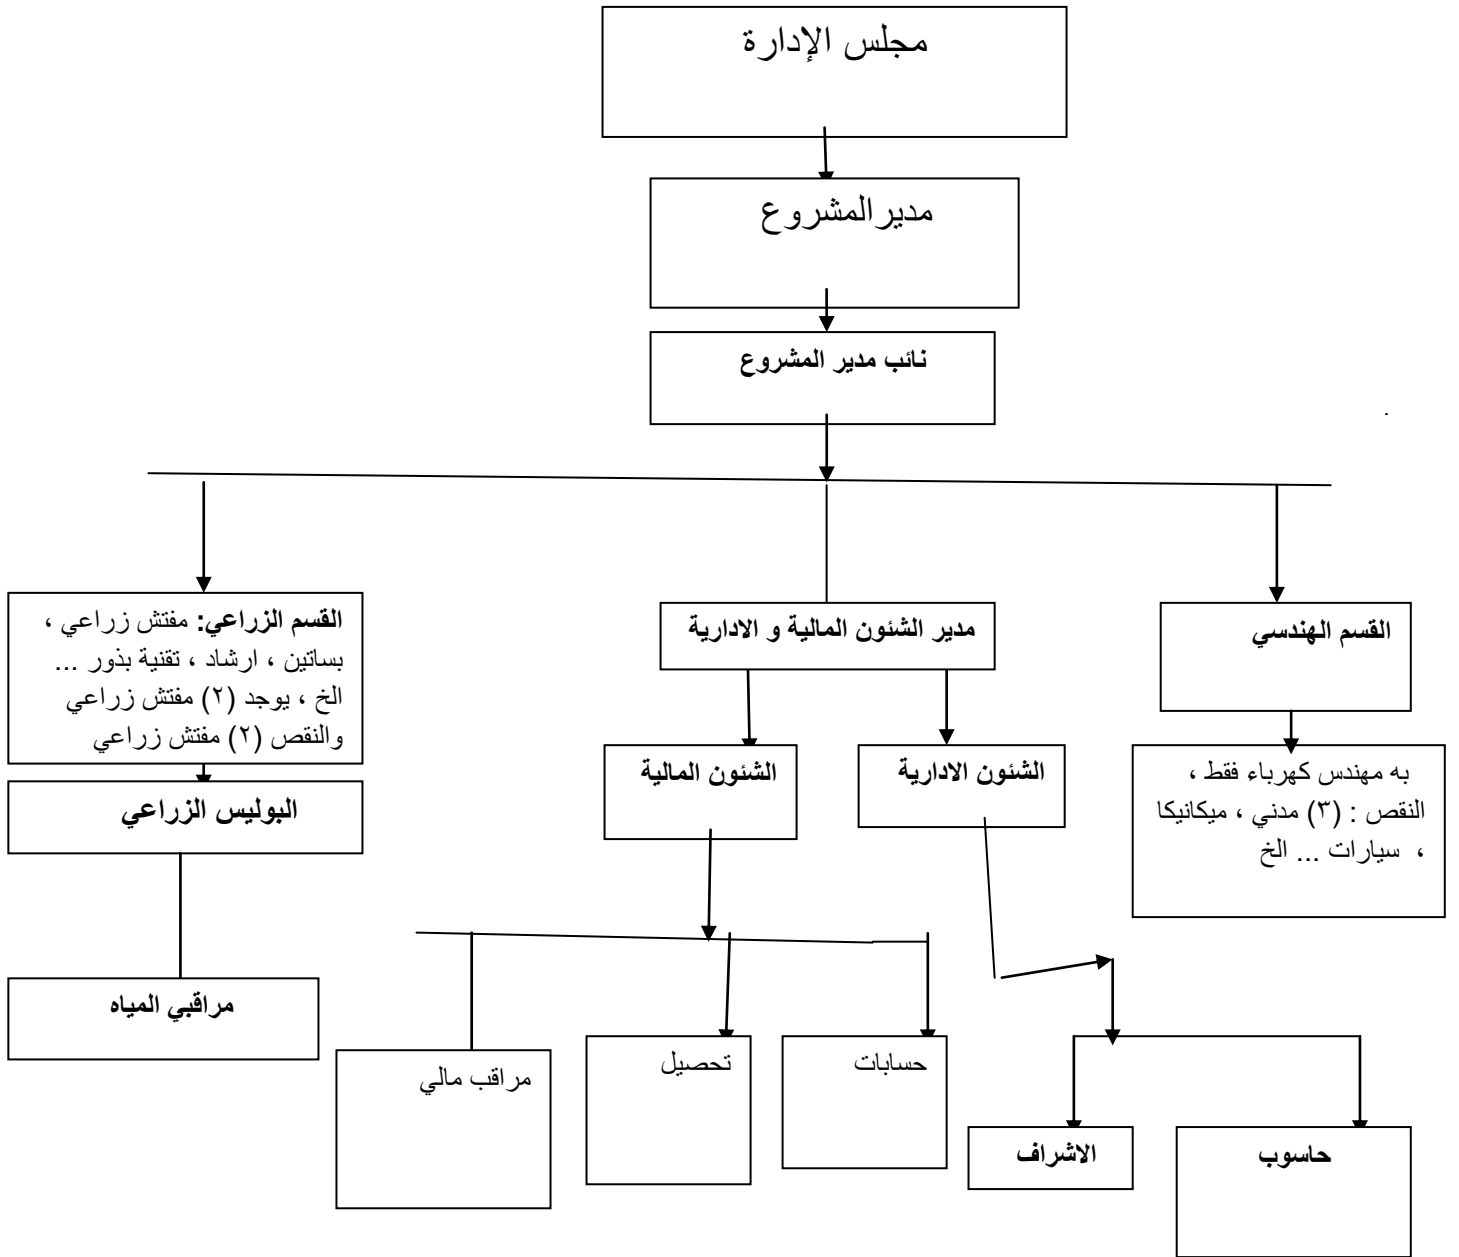 مجلس الإدارة
مدير المشروع
نائب مدير المشروع
القسم الهندسي
مدير الشئون المالية و الادارية
القسم الزراعي: مفتش زراعي ،
بساتين ، ارشاد ، تقنية بذور ...
الخ ، يوجد (٢) مفتش زراعي
والنقص (٢) مفتش زراعي
به مهندس كهرباء فقط ،
النقص : (٣) مدني ، ميكانيكا
، سيارات ... الخ
الشئون الادارية
الشئون المالية
البوليس الزراعي
مراقبي المياه
حسابات
تحصيل
مراقب مالي
حاسوب
الاشراف